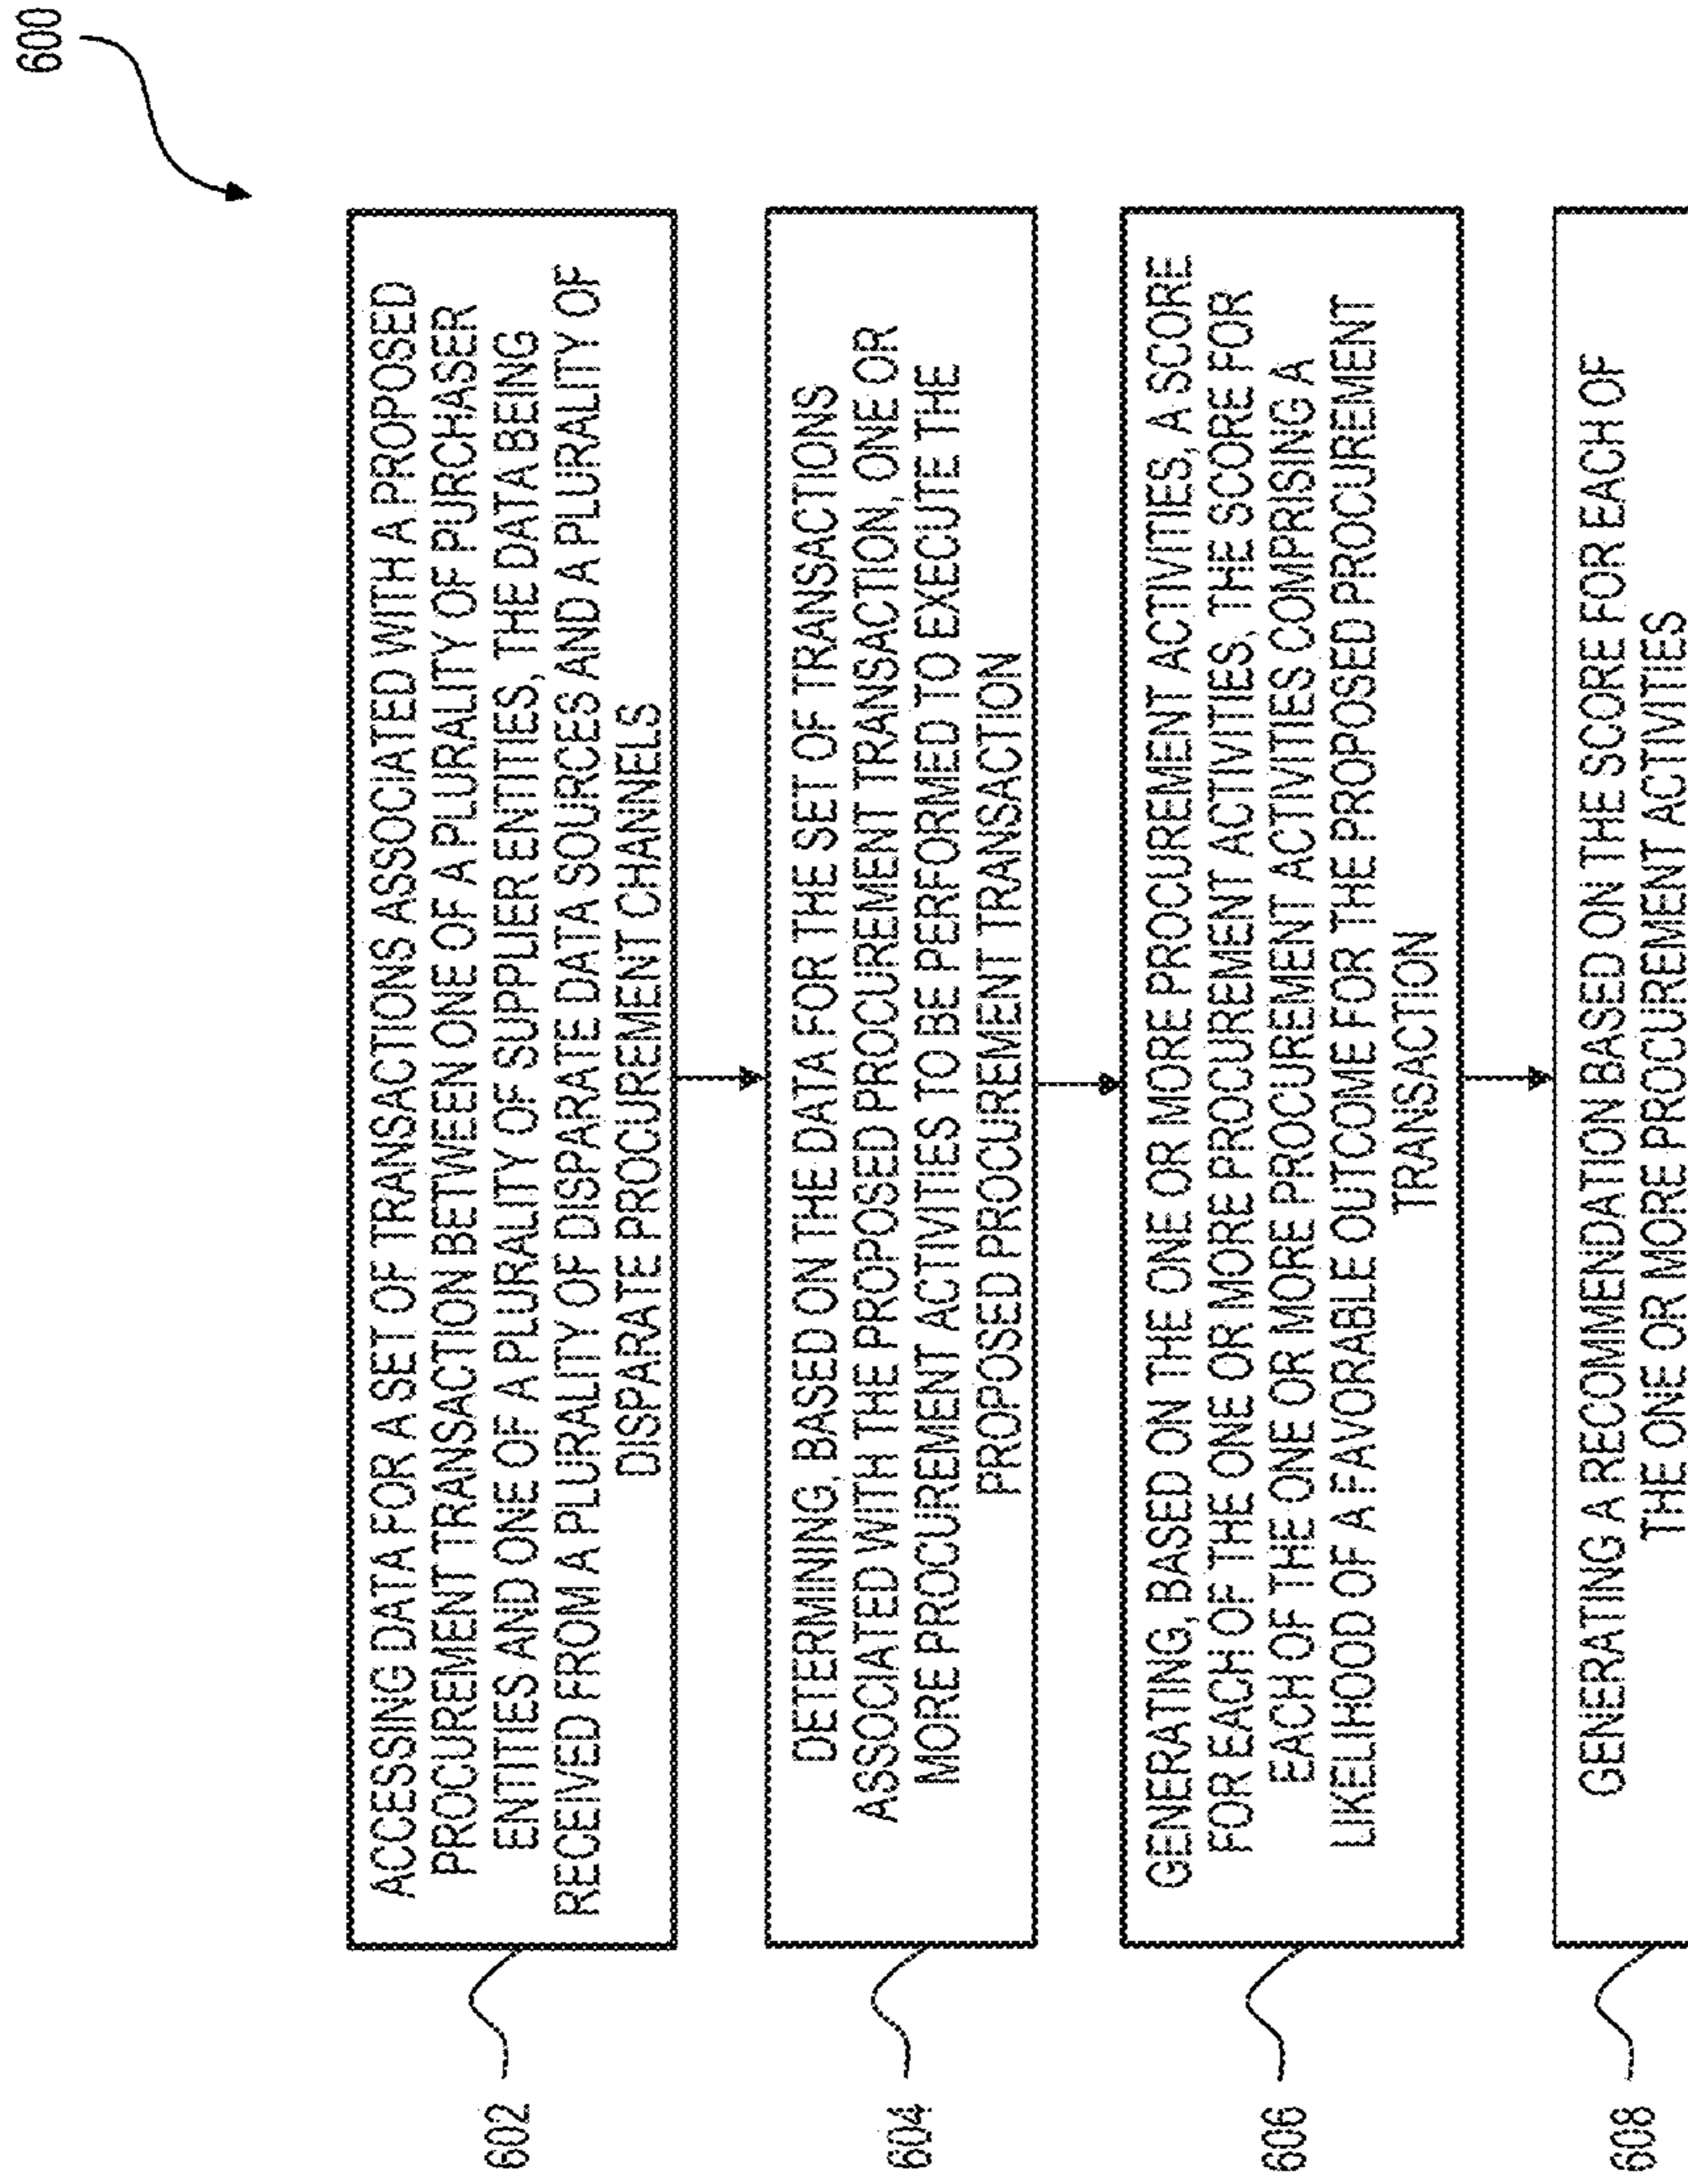 600
602
ACCESSING DATA FOR A SET OF TRANSACTIONS ASSOCIATED WITH A PROPOSED
PROCUREMENT TRANSACTION BETWEEN ONE OF A PLURALITY OF PURCHASER
ENTITIES AND ONE OF A PLURALITY OF SUPPLIER ENTITIES, THE DATA BEING
RECEIVED FROM A PLURALITY OF DISPARATE DATA SOURCES AND A PLURALITY OF
DISPARATE PROCUREMENT CHANNELS
604
DETERMINING, BASED ON THE DATA FOR THE SET OF TRANSACTIONS
ASSOCIATED WITH THE PROPOSED PROCUREMENT TRANSACTION, ONE OR
MORE PROCUREMENT ACTIVITIES TO BE PERFORMED TO EXECUTE THE
PROPOSED PROCUREMENT TRANSACTION
606
GENERATING, BASED ON THE ONE OR MORE PROCUREMENT ACTIVITIES, A SCORE
FOR EACH OF THE ONE OR MORE PROCUREMENT ACTIVITIES, THE SCORE FOR
EACH OF THE ONE OR MORE PROCUREMENT ACTIVITIES COMPRISING A
LIKELIHOOD OF A FAVORABLE OUTCOME FOR THE PROPOSED PROCUREMENT
TRANSACTION
608
GENERATING A RECOMMENDATION BASED ON THE SCORE FOR EACH OF
THE ONE OR MORE PROCUREMENT ACTIVITIES